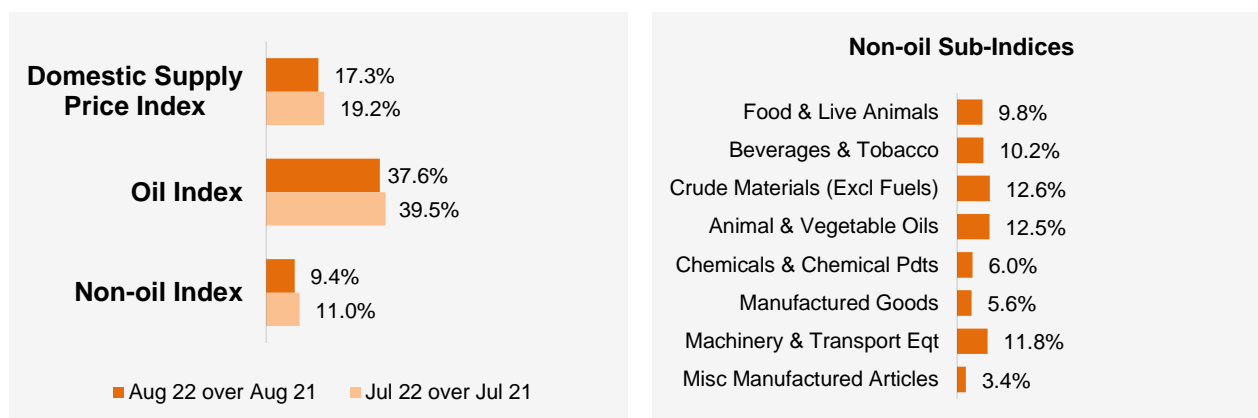 Domestic Supply
Price Index
17.3%
19.2%
Oil Index
37.6%
39.5%
Non-oil Index
9.4%
11.0%
Aug 22 over Aug 21
Jul 22 over Jul 21
Non-oil Sub-Indices
Food & Live Animals 9.8%
Beverages & Tobacco 10.2%
Crude Materials (Excl Fuels) 12.6%
Animal & Vegetable Oils 12.5%
Chemicals & Chemical Pdts 6.0%
Manufactured Goods 5.6%
Machinery & Transport Eqt 11.8%
Misc Manufactured Articles 3.4%